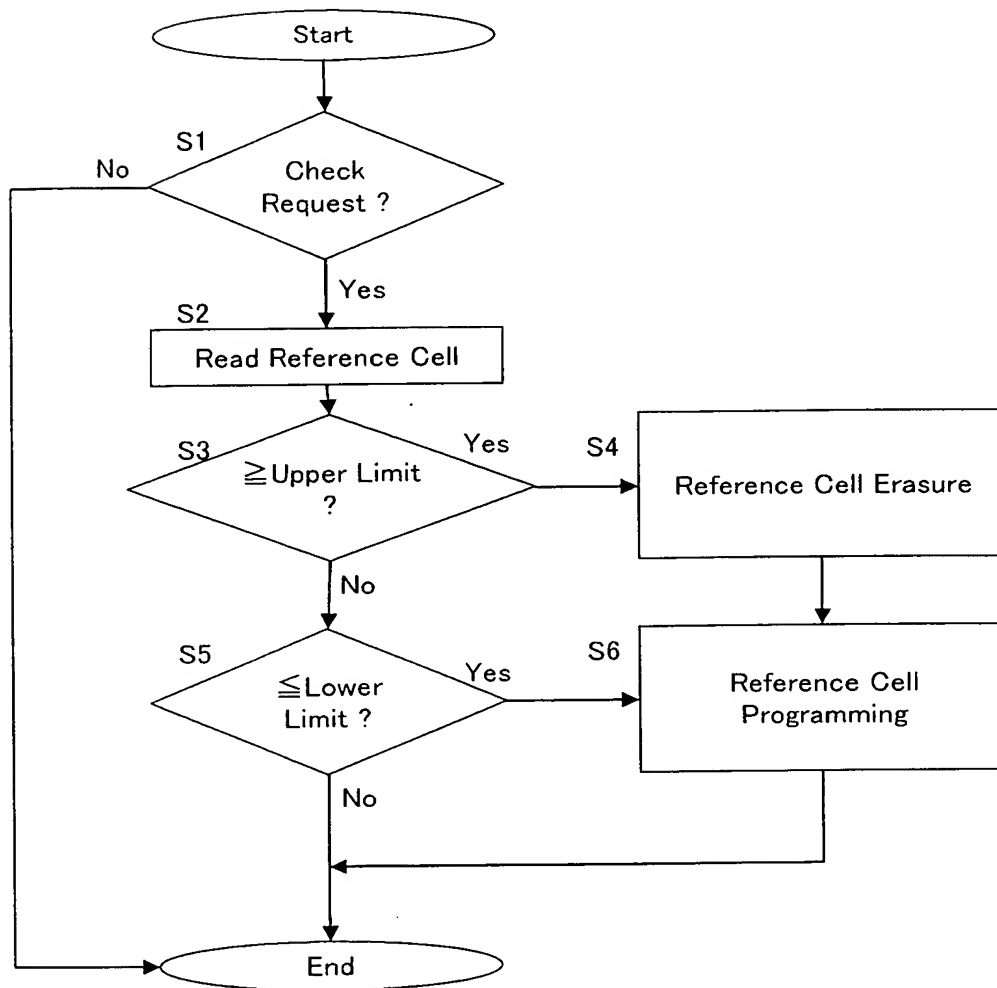 Start
S1
No
Check
Request ?
Yes
S2
Read Reference Cell
S3
≧Upper Limit
?
Yes
S4
Reference Cell Erasure
No
S5
≦Lower
Limit ?
Yes
S6
Reference Cell
Programming
No
End